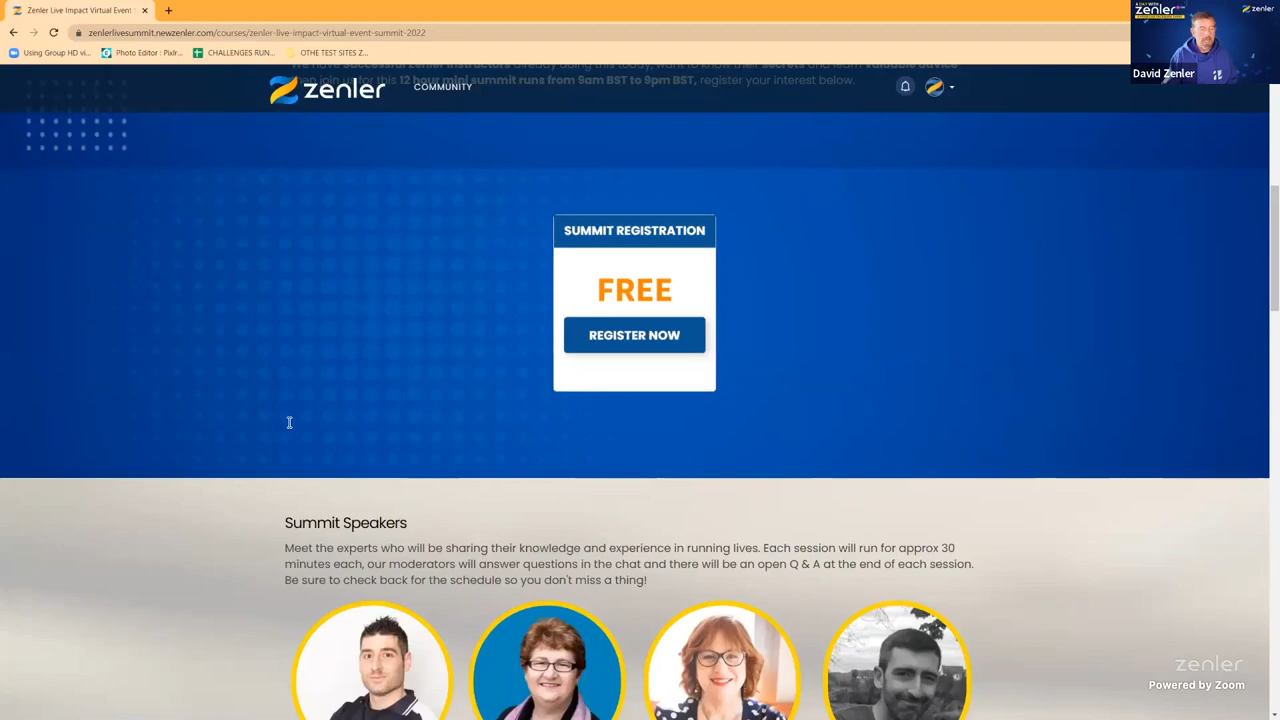 Zenler Live Impact Virtual Event
zenlerlivesummit.newzenler.com/courses/zenler-live-impact-virtual-event-summit-2022
Using Group HD vi... Photo Editor : Pixlr... CHALLENGES RUN... OTHE TEST SITES Z...
A DAY WITH
zenler
zenler
David Zenler
We have successful Zenler Instructors already doing this today, want to know their secrets and learn valuable advice
then join us for this 12 hour mini summit runs from 9am BST to 9pm BST, register your interest below.
zenler COMMUNITY
SUMMIT REGISTRATION
FREE
REGISTER NOW
Summit Speakers
Meet the experts who will be sharing their knowledge and experience in running lives. Each session will run for approx 30
minutes each, our moderators will answer questions in the chat and there will be an open Q & A at the end of each session.
Be sure to check back for the schedule so you don't miss a thing!
zenler
Powered by Zoom